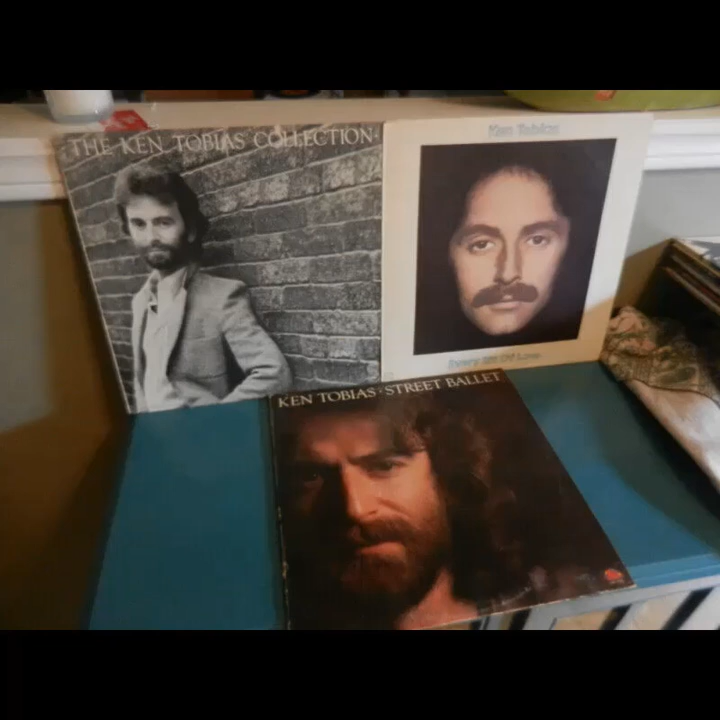 THE KEN TOBIAS COLLECTION
Ken Tobias
Every Bit Of Love
KEN TOBIAS · STREET BALLET